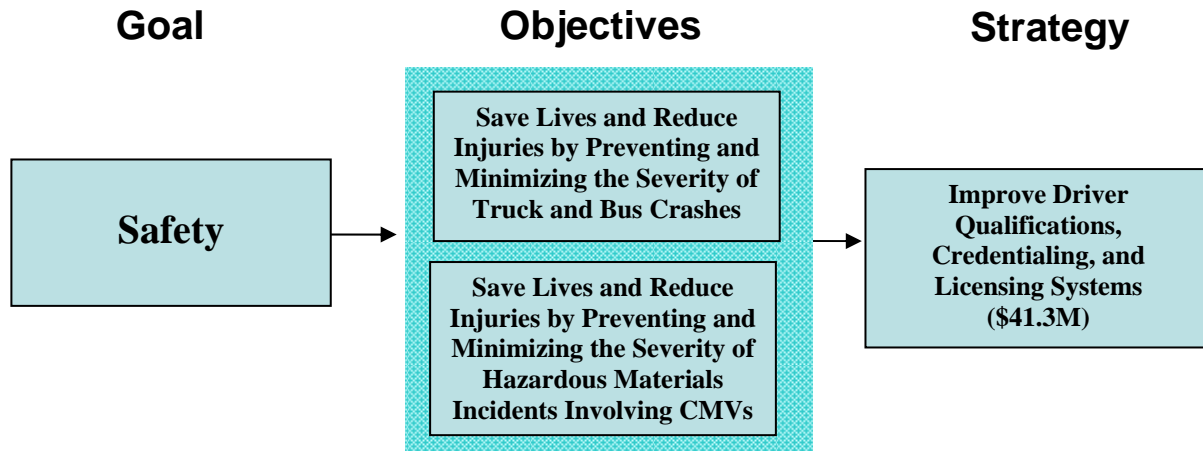 Goal
Objectives
Strategy
Safety
Save Lives and Reduce
Injuries by Preventing and
Minimizing the Severity of
Truck and Bus Crashes
Save Lives and Reduce
Injuries by Preventing and
Minimizing the Severity of
Hazardous Materials
Incidents Involving CMVs
Improve Driver
Qualifications,
Credentialing, and
Licensing Systems
($41.3M)